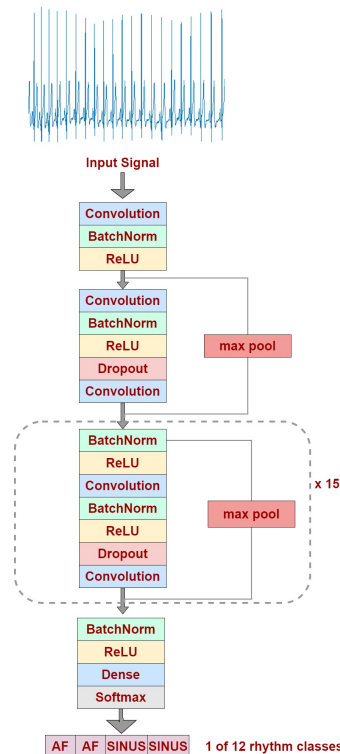 Input Signal
Convolution
BatchNorm
ReLU
Convolution
BatchNorm
ReLU
Dropout
Convolution
max pool
BatchNorm
ReLU
Convolution
BatchNorm
ReLU
Dropout
Convolution
max pool
x 15
BatchNorm
ReLU
Dense
Softmax
AF AF SINUS SINUS 1 of 12 rhythm classes